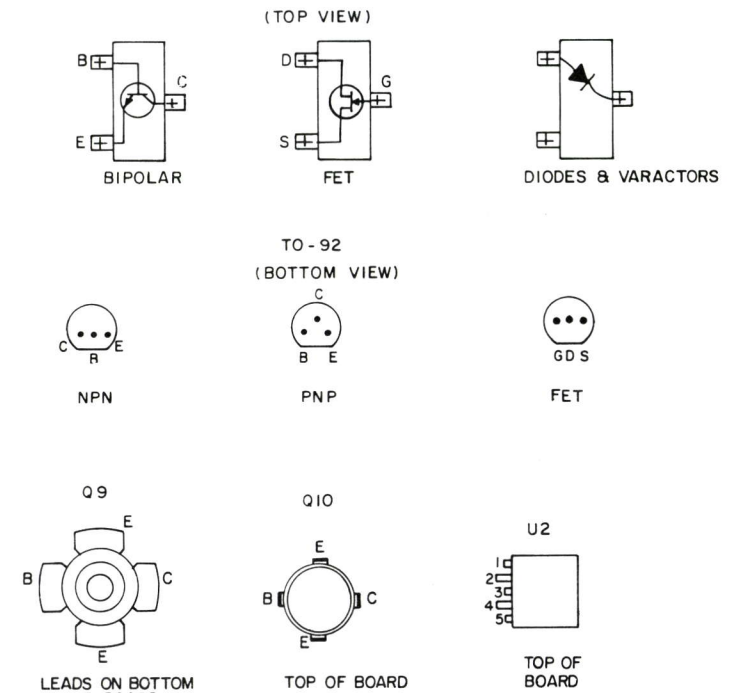 (TOP VIEW)
B C E
D G S
BIPOLAR FET DIODES & VARACTORS
TO-92
(BOTTOM VIEW)
C
C B E
B E
G D S
NPN PNP FET
Q9 Q10 U2
E
B C
E
E
B C
E
1
2
3
4
5
LEADS ON BOTTOM
TOP OF BOARD
TOP OF
BOARD